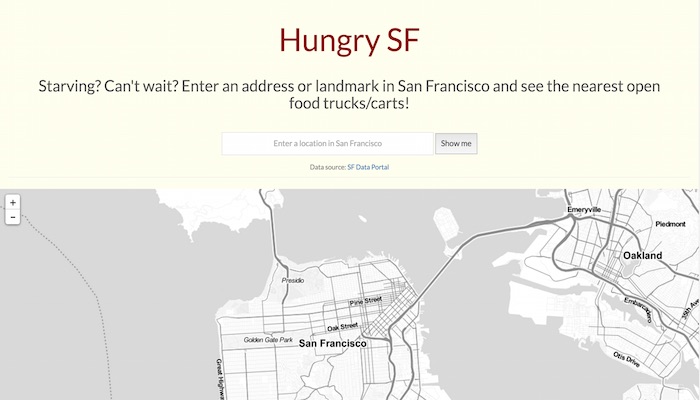 Hungry SF
Starving? Can't wait? Enter an address or landmark in San Francisco and see the nearest open
food trucks/carts!
Enter a location in San Francisco
Show me
Data source: SF Data Portal
+
-
Emeryville
Piedmont
Oakland
Presidio
Pine Street
Embarcadero
35th A
Oak Street
Golden Gate Park
San Francisco
Otis Drive
Great Highw